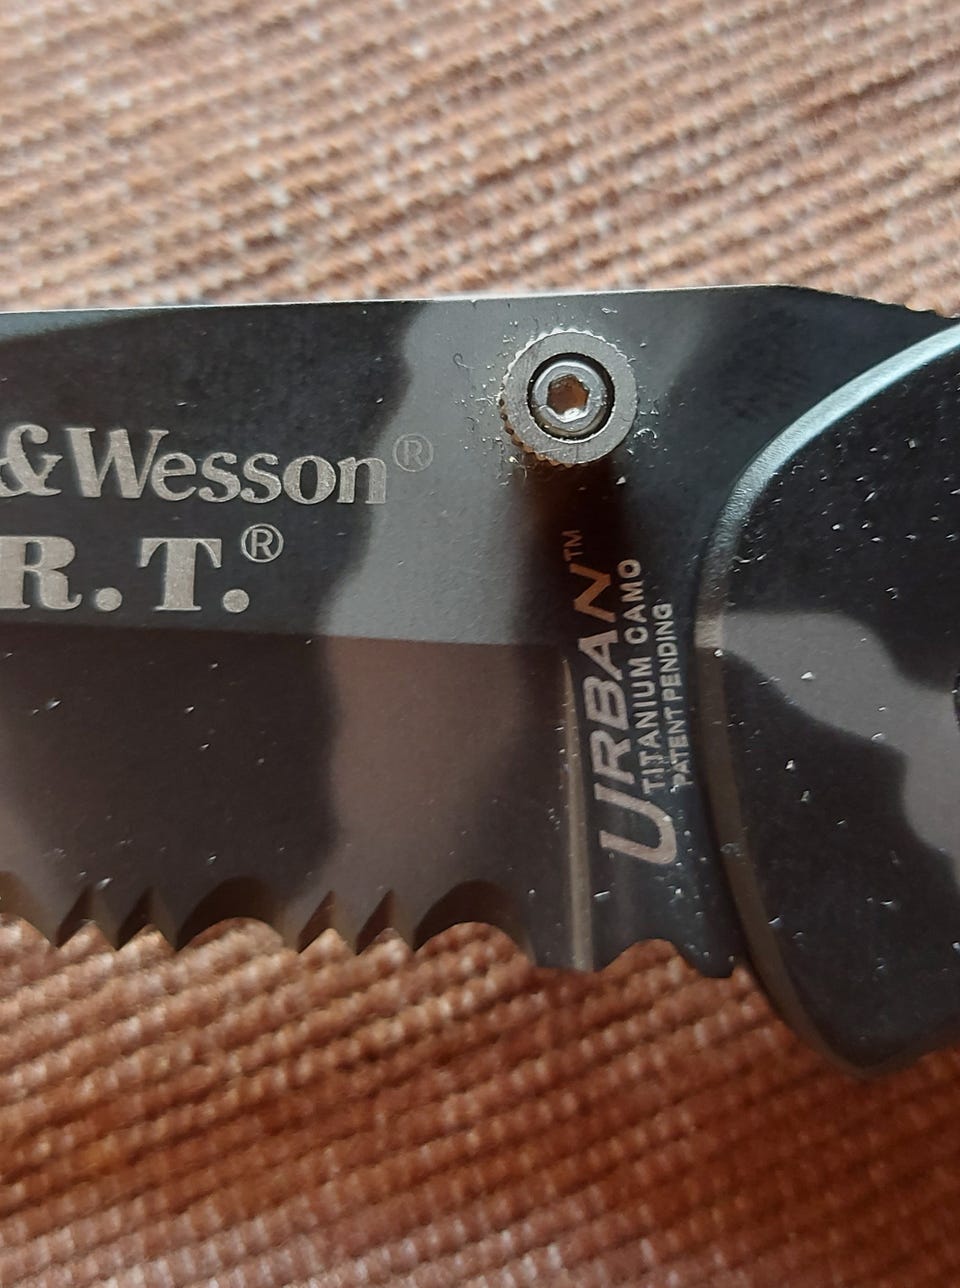 &Wesson®
R.T.®
URBAN™
TITANIUM CAMO
PATENT PENDING